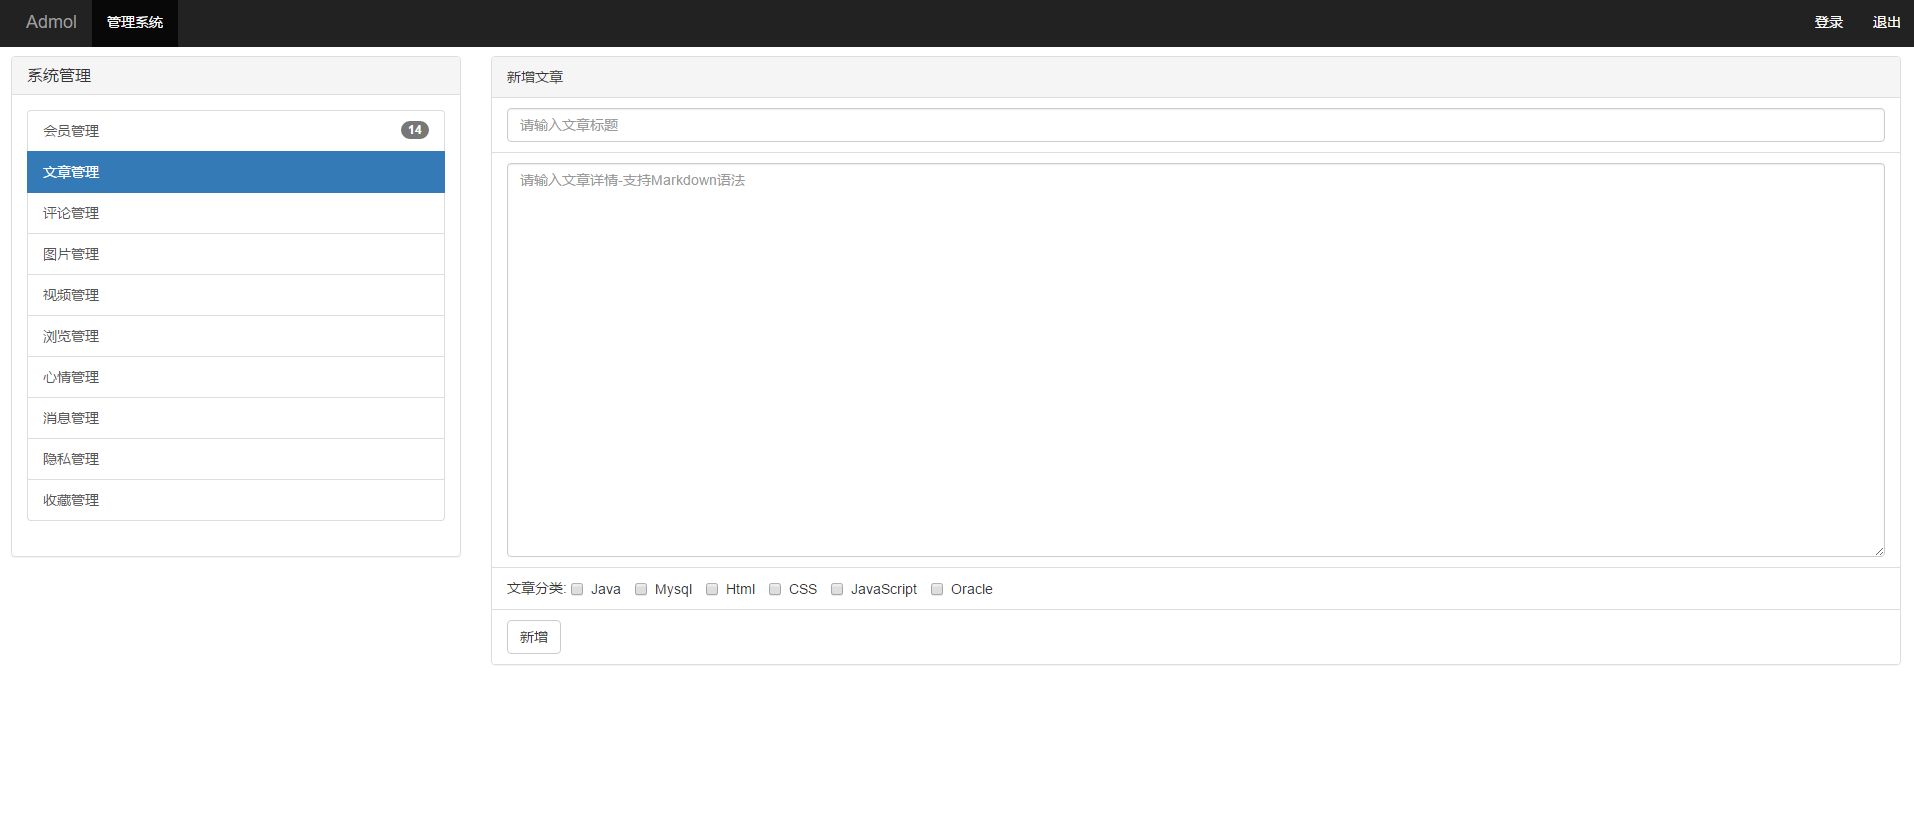 Admol 管理系统 登录 退出
系统管理
会员管理 14
文章管理
评论管理
图片管理
视频管理
浏览管理
心情管理
消息管理
隐私管理
收藏管理
新增文章
请输入文章标题
请输入文章详情-支持Markdown语法
文章分类: Java Mysql Html CSS JavaScript Oracle
新增